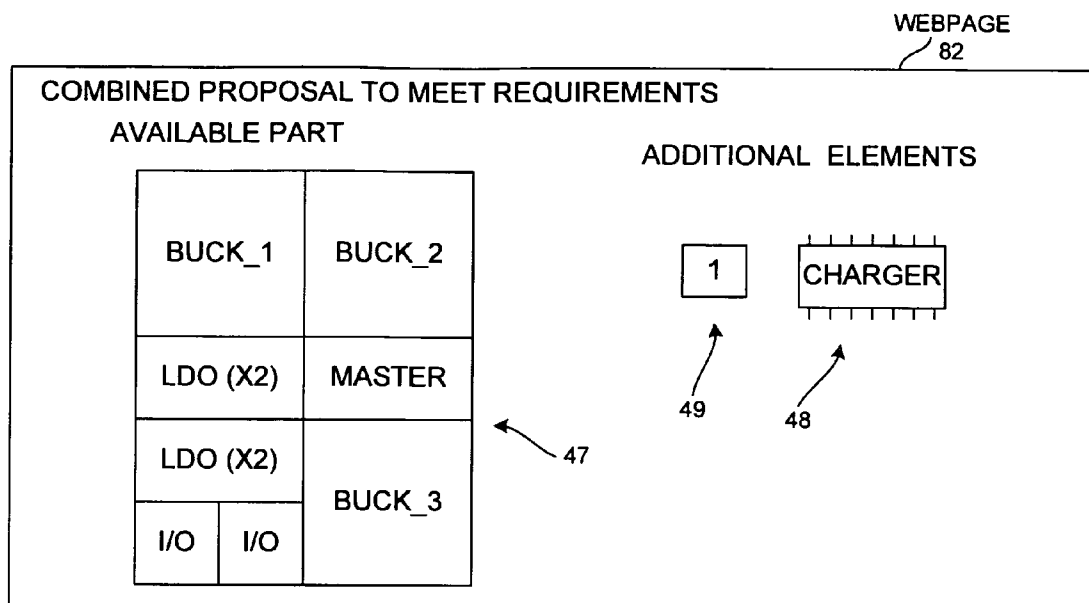 WEBPAGE
82
COMBINED PROPOSAL TO MEET REQUIREMENTS
AVAILABLE PART
ADDITIONAL ELEMENTS
BUCK_1
BUCK_2
1
CHARGER
LDO (X2)
MASTER
49
48
LDO (X2)
47
BUCK_3
I/O
I/O